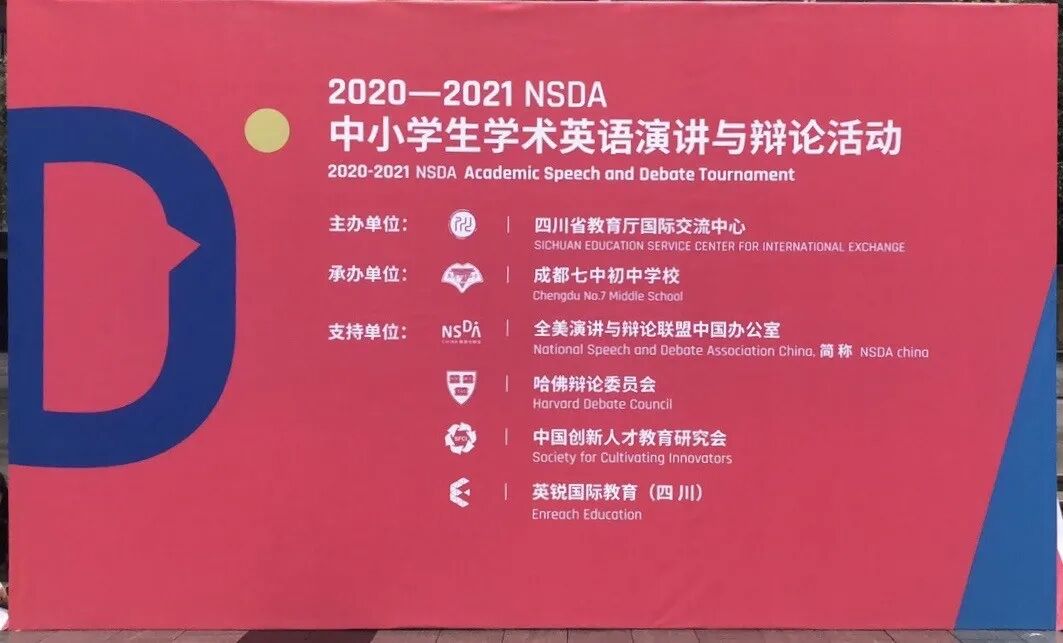 2020—2021 NSDA
中小学生学术英语演讲与辩论活动
2020-2021 NSDA Academic Speech and Debate Tournament
主办单位： | 四川省教育厅国际交流中心
SICHUAN EDUCATION SERVICE CENTER FOR INTERNATIONAL EXCHANGE
承办单位： | 成都七中初中学校
Chengdu No.7 Middle School
支持单位： NSDA | 全美演讲与辩论联盟中国办公室
National Speech and Debate Association China, 简称 NSDA china
哈佛辩论委员会
Harvard Debate Council
SFCI | 中国创新人才教育研究会
Society for Cultivating Innovators
英锐国际教育（四川）
Enreach Education